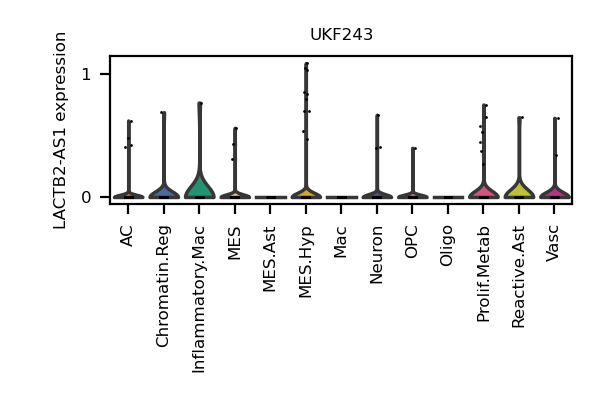 UKF243
LACTB2-AS1 expression
1
0
AC
Chromatin.Reg
Inflammatory.Mac
MES
MES.Ast
MES.Hyp
Mac
Neuron
OPC
Oligo
Prolif.Metab
Reactive.Ast
Vasc